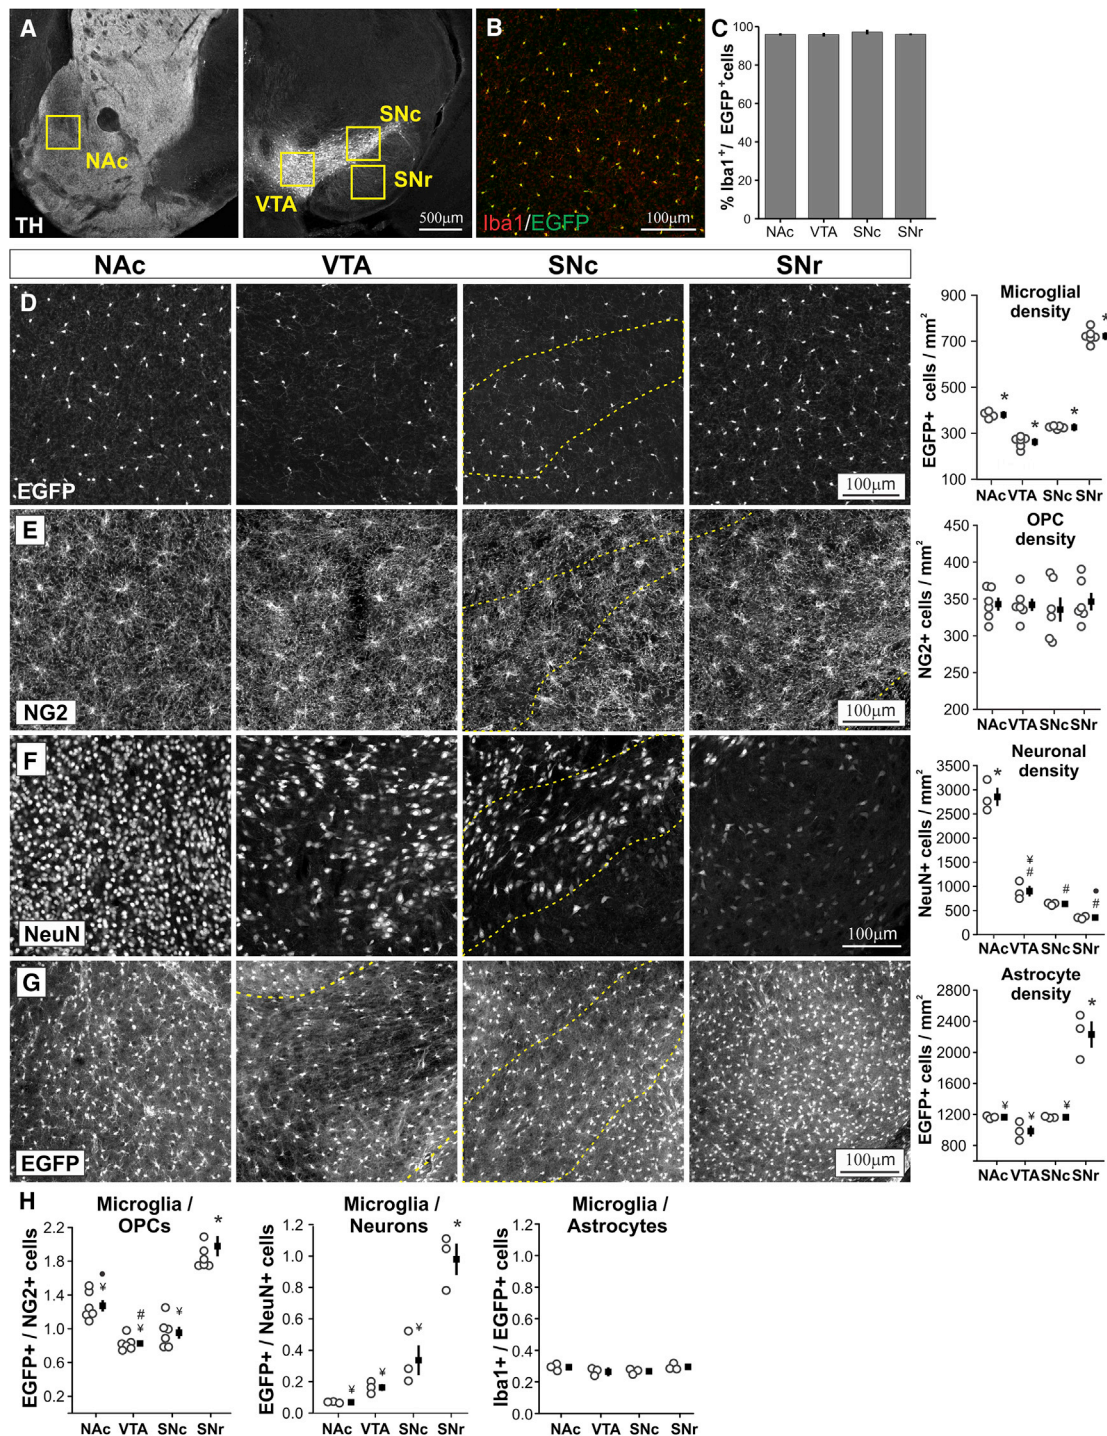 A
NAc
TH
SNc
SNr
VTA
500µm
B
Iba1/EGFP
100µm
C
% Iba1⁺/ EGFP⁺cells
100
80
60
40
20
0
NAc VTA SNc SNr
NAc VTA SNc SNr
D
EGFP
100µm
Microglial
density
EGFP+ cells / mm²
900
700
500
300
100
* * * *
NAc VTA SNc SNr
E
NG2
100µm
OPC
density
NG2+ cells / mm²
450
400
350
300
250
200
NAc VTA SNc SNr
F
NeuN
100µm
Neuronal
density
NeuN+ cells / mm²
3500
3000
2500
1500
1000
500
0
*
¥
#
#
•
#
NAc VTA SNc SNr
G
EGFP
100µm
Astrocyte
density
EGFP+ cells / mm²
2800
2400
2000
1600
1200
800
¥ ¥ ¥ *
NAc VTA SNc SNr
H
Microglia /
OPCs
EGFP+ / NG2+ cells
2.2
1.8
1.4
1.0
0.6
0.2
•
¥
#
¥
¥
*
NAc VTA SNc SNr
Microglia /
Neurons
EGFP+ / NeuN+ cells
1.2
1.0
0.8
0.6
0.4
0.2
0.0
¥ ¥ ¥ *
NAc VTA SNc SNr
Microglia /
Astrocytes
Iba1+ / EGFP+ cells
1.2
1.0
0.8
0.6
0.4
0.2
0.0
NAc VTA SNc SNr